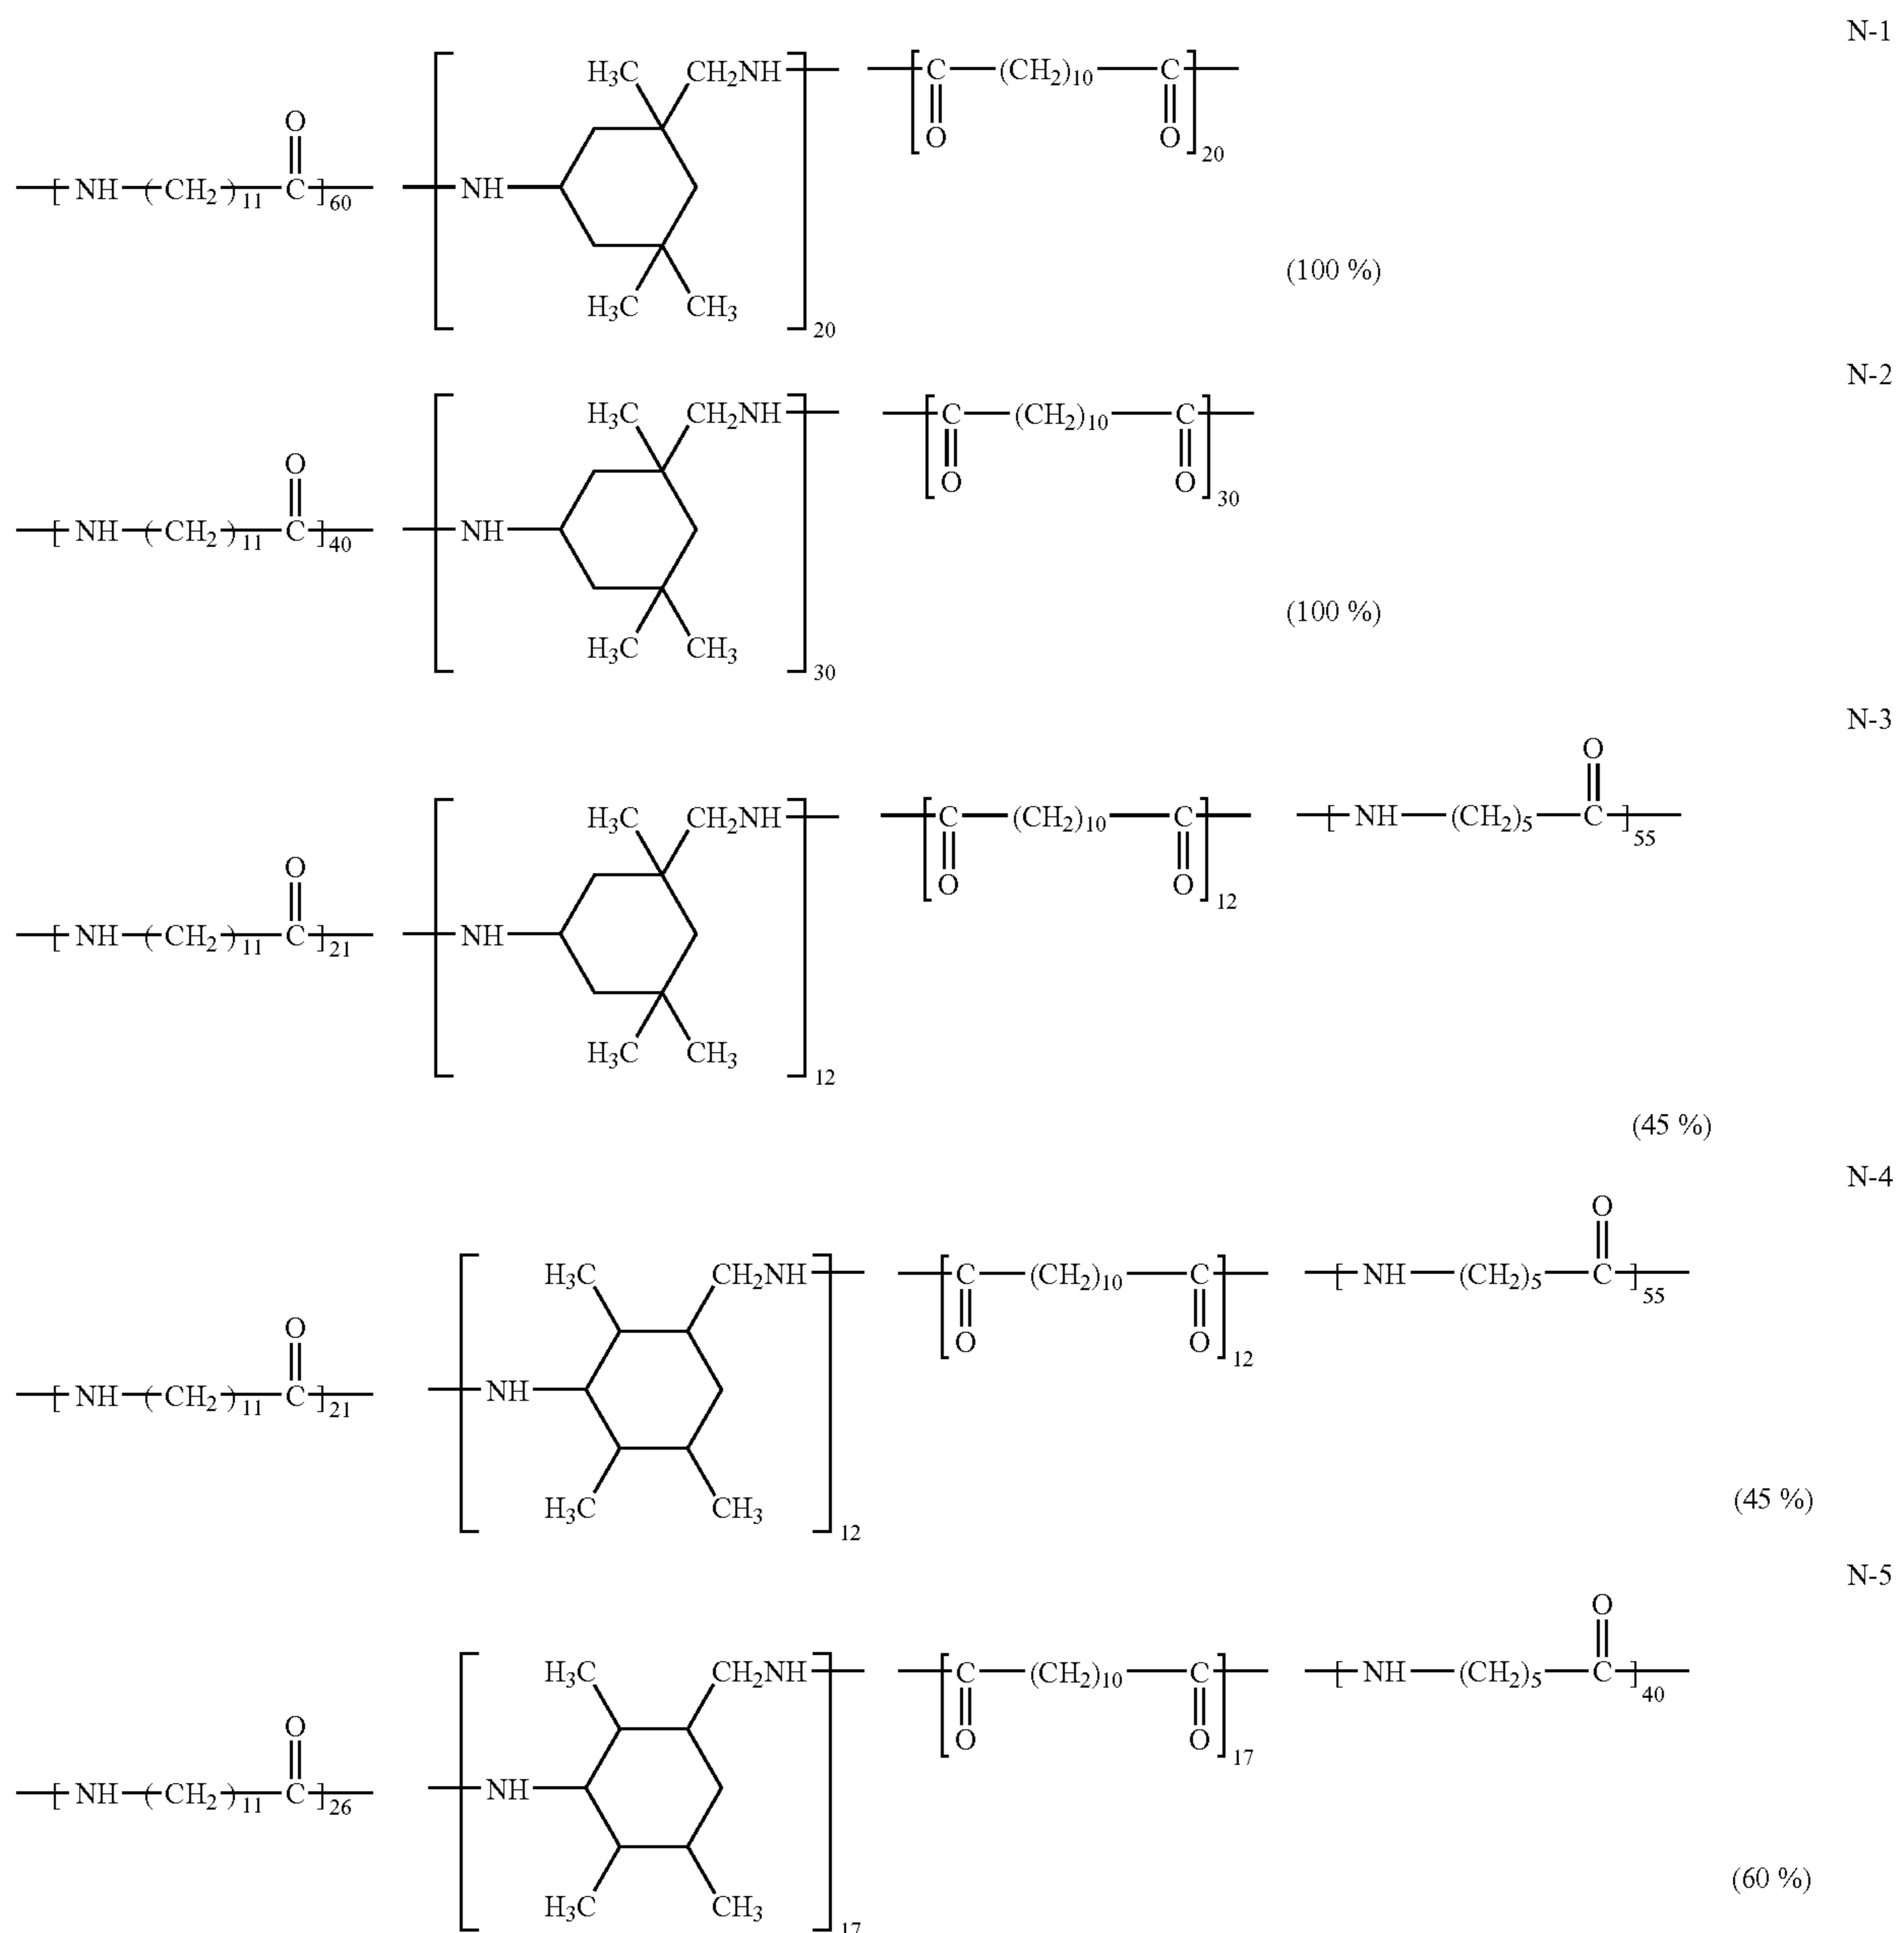 N-1
H3C CH2NH C (CH2)10 C
O O O 20
[ NH ( CH2 ) 11 C ] 60 NH
(100 %)
H3C CH3 20
N-2
H3C CH2NH C (CH2)10 C
O O O 30
[ NH ( CH2 ) 11 C ] 40 NH
(100 %)
H3C CH3 30
N-3
O
H3C CH2NH C (CH2)10 C [ NH (CH2)5 C ] 55
O O O 12
[ NH ( CH2 ) 11 C ] 21 NH
H3C CH3 12
(45 %)
N-4
O
H3C CH2NH C (CH2)10 C [ NH (CH2)5 C ] 55
O O O 12
[ NH ( CH2 ) 11 C ] 21 NH
H3C CH3 12
(45 %)
N-5
O
H3C CH2NH C (CH2)10 C [ NH (CH2)5 C ] 40
O O O 17
[ NH ( CH2 ) 11 C ] 26 NH
(60 %)
H3C CH3 17